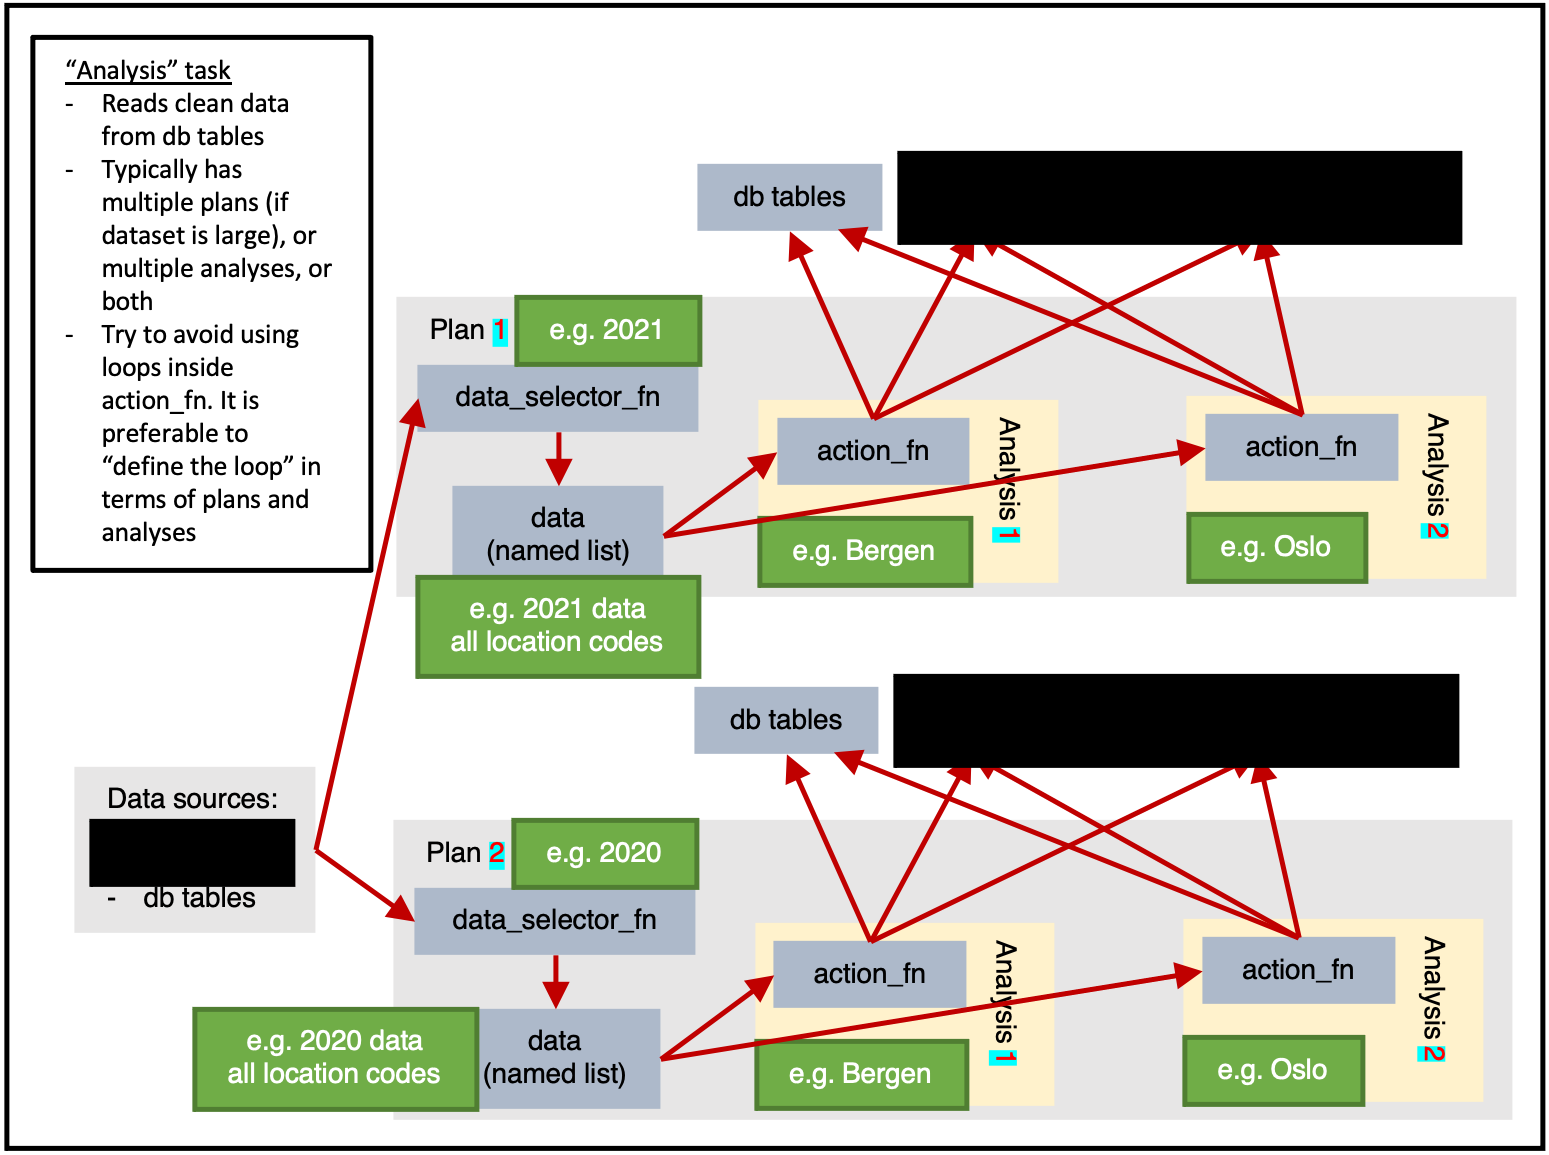 “Analysis” task
- Reads clean data
from db tables
- Typically has
multiple plans (if
dataset is large), or
multiple analyses, or
both
- Try to avoid using
loops inside
action_fn. It is
preferable to
“define the loop” in
terms of plans and
analyses
db tables
Plan 1
e.g. 2021
data_selector_fn
data
(named list)
e.g. 2021 data
all location codes
action_fn
Analysis 1
e.g. Bergen
action_fn
Analysis 2
e.g. Oslo
Data sources:
- db tables
db tables
Plan 2
e.g. 2020
data_selector_fn
data
(named list)
e.g. 2020 data
all location codes
action_fn
Analysis 1
e.g. Bergen
action_fn
Analysis 2
e.g. Oslo